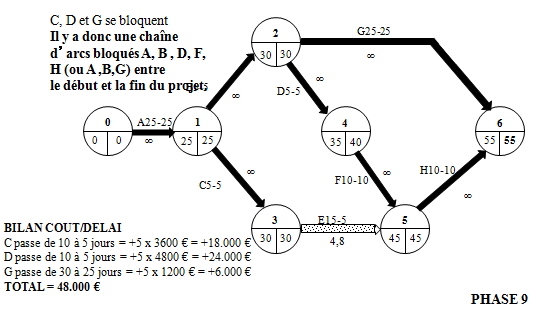 C, D et G se bloquent
Il y a donc une chaîne
d’ arcs bloqués A, B , D, F,
H (ou A ,B,G) entre
le début et la fin du projet.
G25-25
∞
2
30 30
∞
∞
D5-5
0
0 0
A25-25
∞
1
25 25
4
35 40
6
55 55
C5-5
∞
F10-10
∞
H10-10
∞
3
30 30
E15-5
4,8
5
45 45
BILAN COUT/DELAI
C passe de 10 à 5 jours = +5 x 3600 € = +18.000 €
D passe de 10 à 5 jours = +5 x 4800 € = +24.000 €
G passe de 30 à 25 jours = +5 x 1200 € = +6.000 €
TOTAL = 48.000 €
PHASE 9